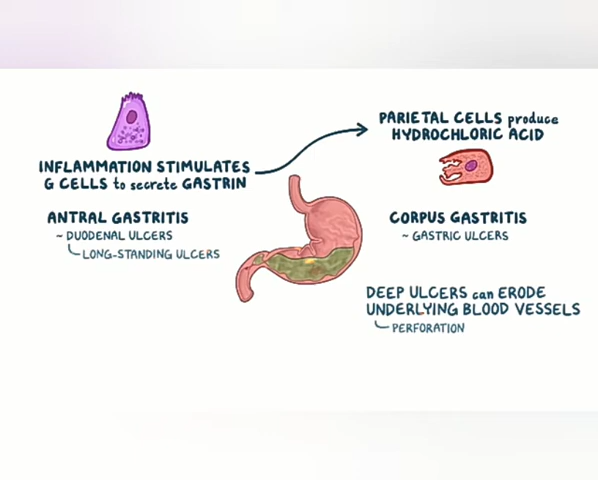 INFLAMMATION STIMULATES
G CELLS to secrete GASTRIN
PARIETAL CELLS produce
HYDROCHLORIC ACID
ANTRAL GASTRITIS
~ DUODENAL ULCERS
LONG-STANDING ULCERS
CORPUS GASTRITIS
~ GASTRIC ULCERS
DEEP ULCERS can ERODE
UNDERLYING BLOOD VESSELS
PERFORATION